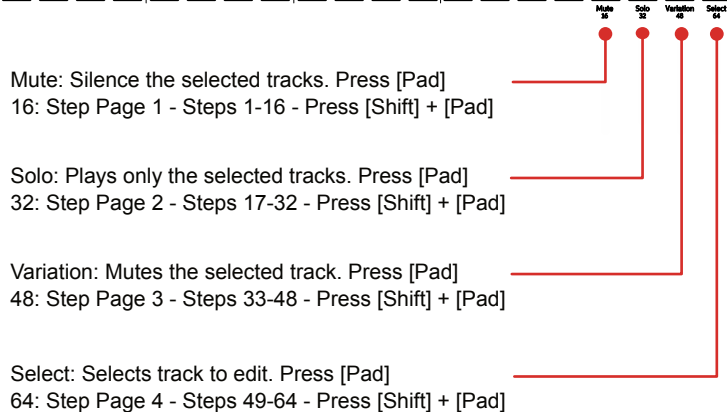 Mute Solo Variation Select
16 32 48 64
Mute: Silence the selected tracks. Press [Pad]
16: Step Page 1 - Steps 1-16 - Press [Shift] + [Pad]
Solo: Plays only the selected tracks. Press [Pad]
32: Step Page 2 - Steps 17-32 - Press [Shift] + [Pad]
Variation: Mutes the selected track. Press [Pad]
48: Step Page 3 - Steps 33-48 - Press [Shift] + [Pad]
Select: Selects track to edit. Press [Pad]
64: Step Page 4 - Steps 49-64 - Press [Shift] + [Pad]